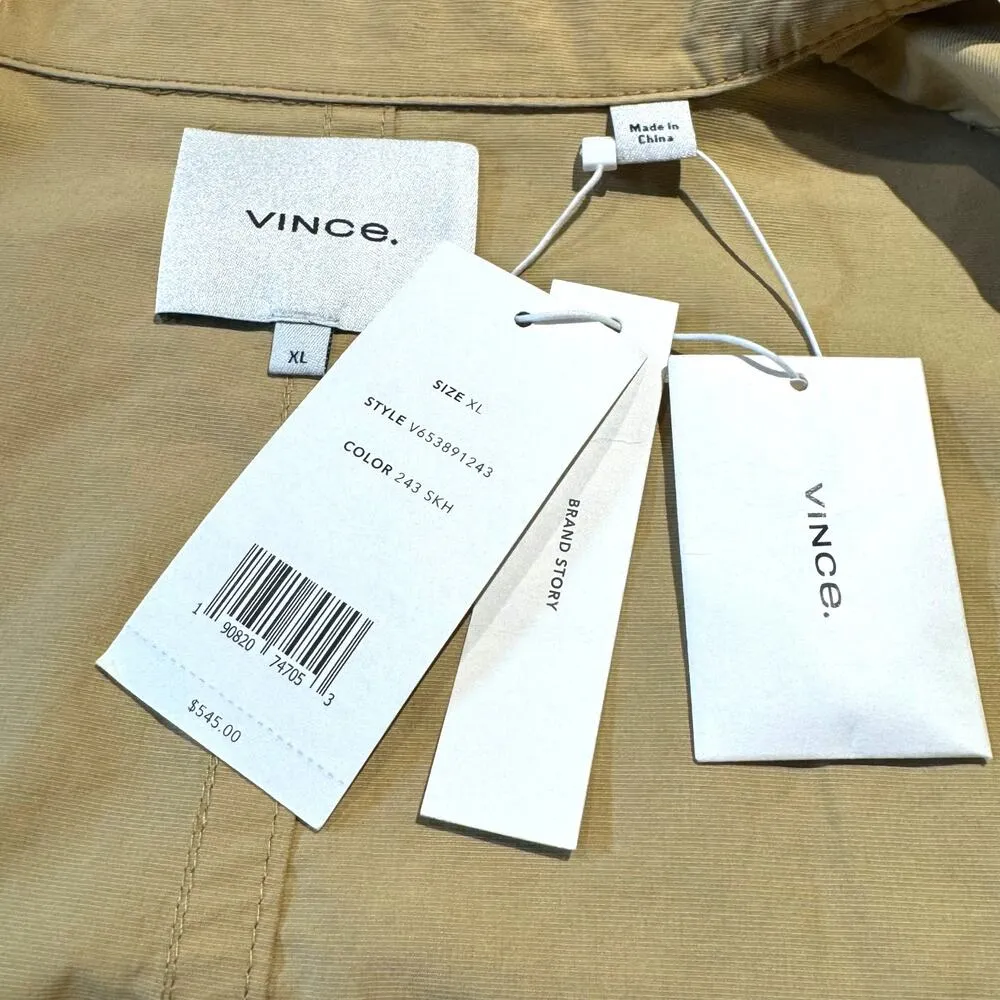 Made in
China
VINCE.
XL
SIZE XL
STYLE V653891243
COLOR 243 SKH
1 90820 74705 3
$545.00
BRAND STORY
VINCE.